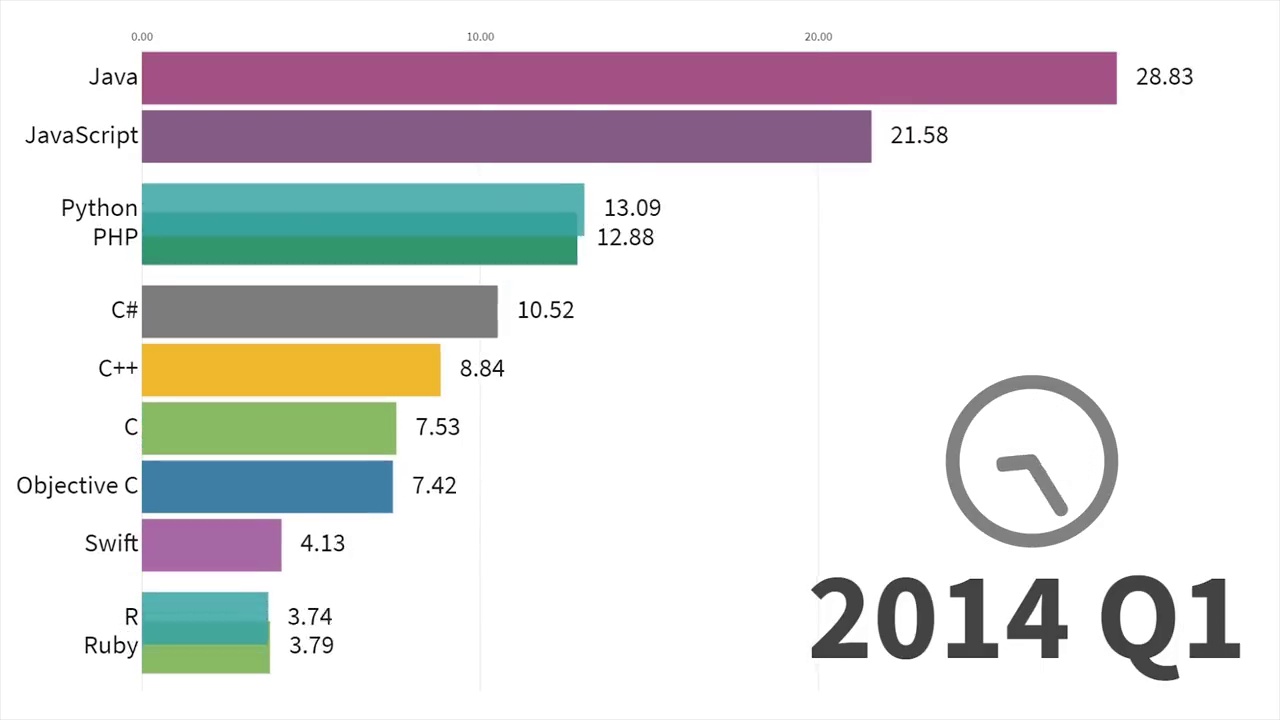 0.00 10.00 20.00
Java 28.83
JavaScript 21.58
Python 13.09
PHP 12.88
C# 10.52
C++ 8.84
C 7.53
Objective C 7.42
Swift 4.13
R 3.74
Ruby 3.79
2014 Q1